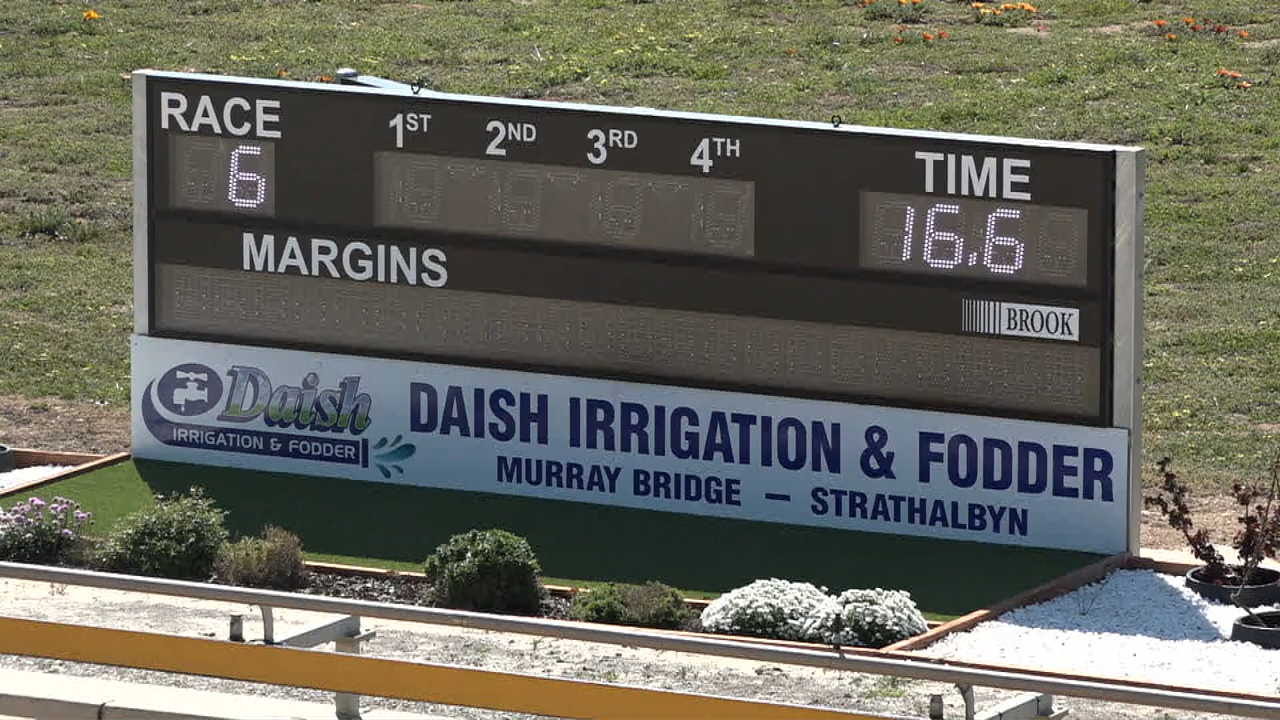 RACE 1ST 2ND 3RD 4TH TIME
6 16.6
MARGINS
BROOK
Daish
IRRIGATION & FODDER
DAISH IRRIGATION & FODDER
MURRAY BRIDGE – STRATHALBYN